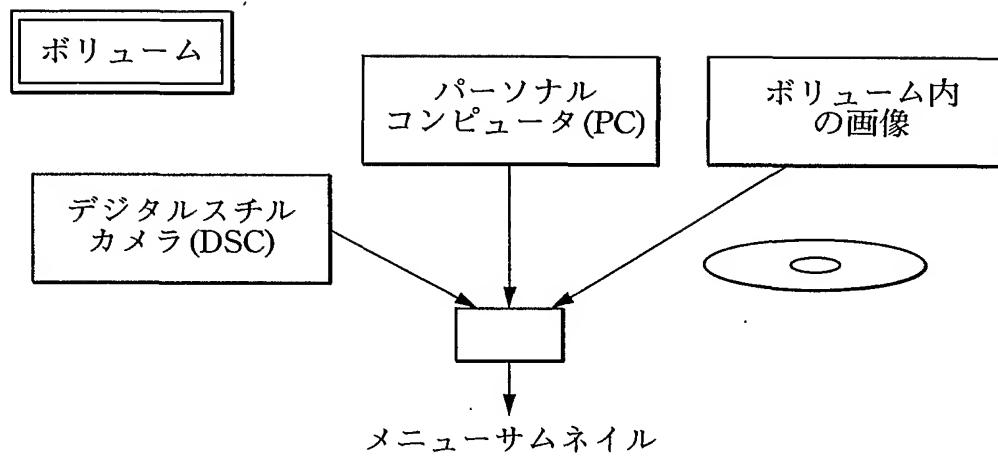 ボリューム
パーソナル
コンピュータ(PC)
ボリューム内
の画像
デジタルスチル
カメラ(DSC)
メニューサムネイル